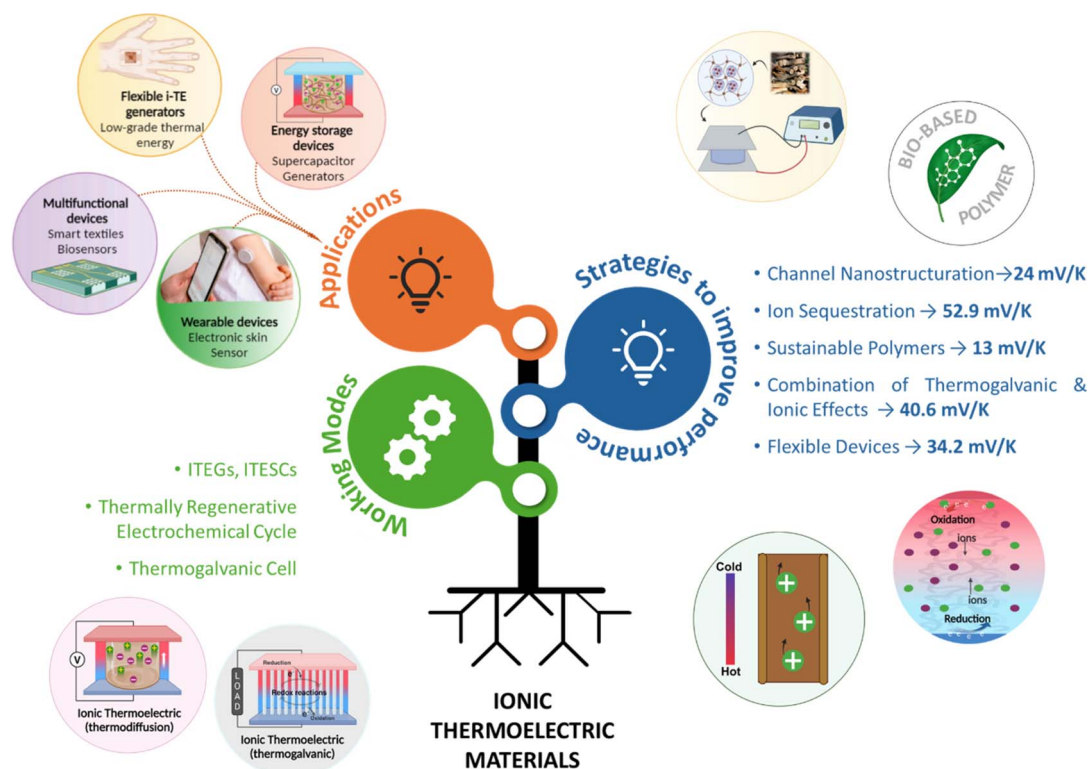 Flexible i-TE
generators
Low-grade thermal
energy
V
Energy storage
devices
Supercapacitor
Generators
Multifunctional
devices
Smart textiles
Biosensors
Wearable devices
Electronic skin
Sensor
Applications
BIO-BASED
POLYMER
Strategies to improve
performance
• Channel Nanostructuration→24 mV/K
• Ion Sequestration → 52.9 mV/K
• Sustainable Polymers → 13 mV/K
• Combination of Thermogalvanic &
Ionic Effects → 40.6 mV/K
• Flexible Devices → 34.2 mV/K
Working Modes
• ITEGs, ITESCs
• Thermally Regenerative
Electrochemical Cycle
• Thermogalvanic Cell
V
Ionic Thermoelectric
(thermodiffusion)
LOAD
Reduction
e⁻
Redox reactions
e⁻
Oxidation
Ionic Thermoelectric
(thermogalvanic)
IONIC
THERMOELECTRIC
MATERIALS
Cold
Hot
+
+
+
Oxidation
ions
ions
Reduction